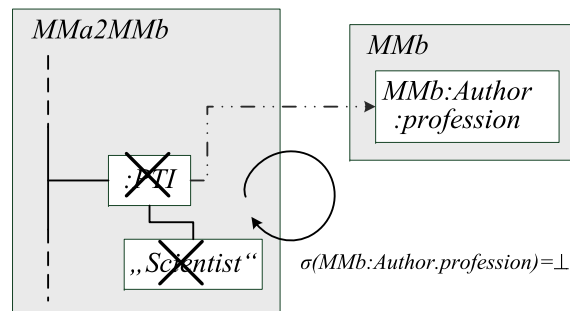 MMa2MMb
MMb
MMb:Author
:profession
:PTI
„Scientist“
σ(MMb:Author.profession)=⊥